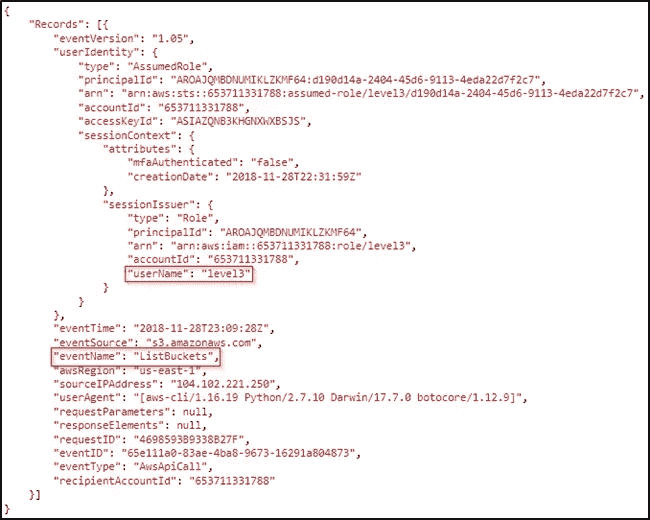 {
"Records": [{
"eventVersion": "1.05",
"userIdentity": {
"type": "AssumedRole",
"principalId": "AROAJQMBDNUMIKLZKMF64:d190d14a-2404-45d6-9113-4eda22d7f2c7",
"arn": "arn:aws:sts::653711331788:assumed-role/level3/d190d14a-2404-45d6-9113-4eda22d7f2c7",
"accountId": "653711331788",
"accessKeyId": "ASIAZQNB3KHGNXWXBSJS",
"sessionContext": {
"attributes": {
"mfaAuthenticated": "false",
"creationDate": "2018-11-28T22:31:59Z"
},
"sessionIssuer": {
"type": "Role",
"principalId": "AROAJQMBDNUMIKLZKMF64",
"arn": "arn:aws:iam::653711331788:role/level3",
"accountId": "653711331788",
"userName": "level3"
}
}
},
"eventTime": "2018-11-28T23:09:28Z",
"eventSource": "s3.amazonaws.com",
"eventName": "ListBuckets",
"awsRegion": "us-east-1",
"sourceIPAddress": "104.102.221.250",
"userAgent": "[aws-cli/1.16.19 Python/2.7.10 Darwin/17.7.0 botocore/1.12.9]",
"requestParameters": null,
"responseElements": null,
"requestID": "4698593B9338B27F",
"eventID": "65e111a0-83ae-4ba8-9673-16291a804873",
"eventType": "AwsApiCall",
"recipientAccountId": "653711331788"
}]
}